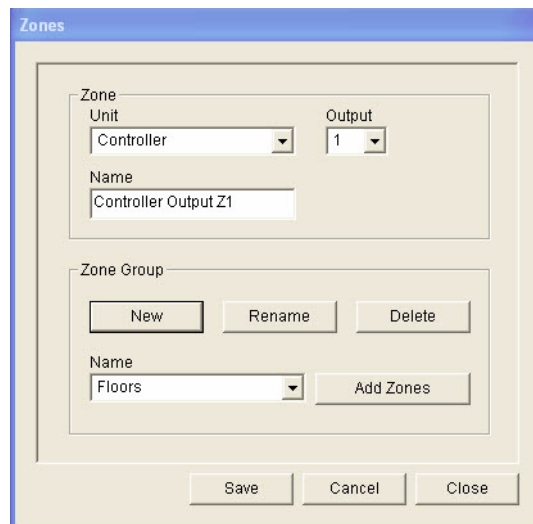 Zones
Zone
Unit Output
Controller 1
Name
Controller Output Z1
Zone Group
New Rename Delete
Name
Floors Add Zones
Save Cancel Close